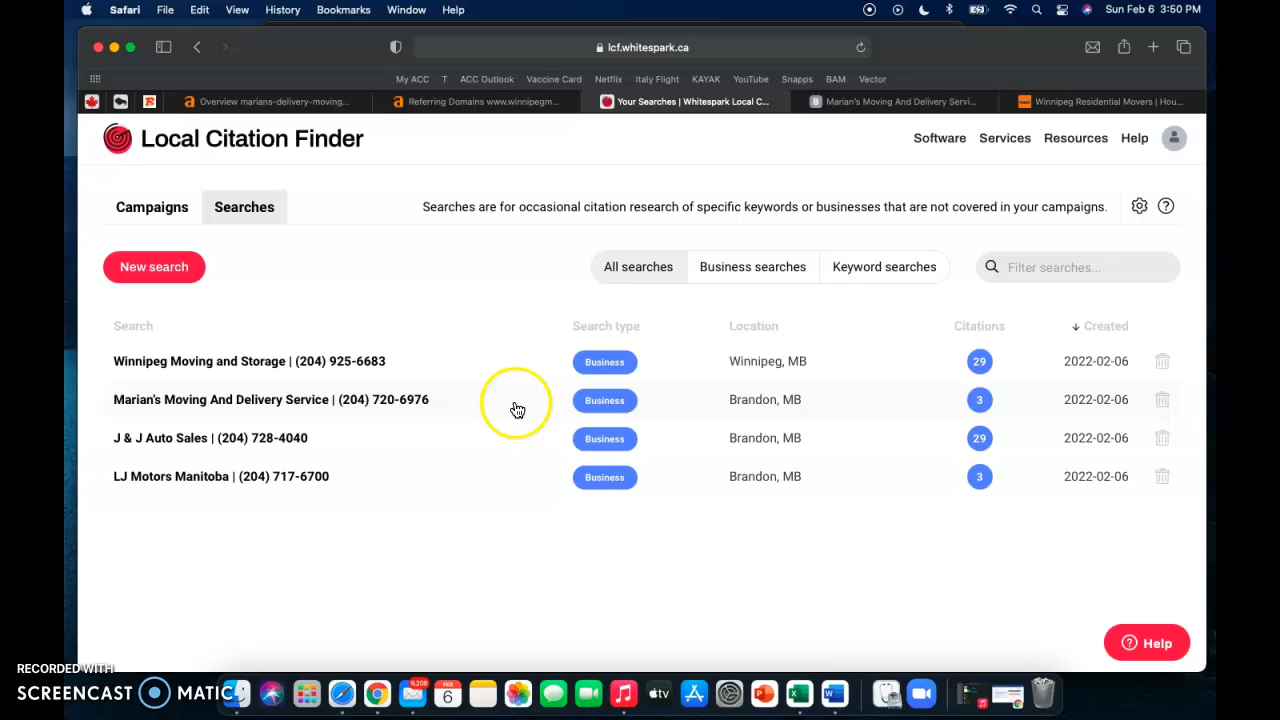 Safari File Edit View History Bookmarks Window Help Sun Feb 6 3:50 PM
lcf.whitespark.ca
My ACC T ACC Outlook Vaccine Card Netflix Italy Flight KAYAK YouTube Snapps BAM Vector
Overview marians-delivery-moving... Referring Domains www.winnipegm... Your Searches | Whitespark Local C... Marian's Moving And Delivery Servi... Winnipeg Residential Movers | Hou...
Local Citation Finder Software Services Resources Help
Campaigns Searches Searches are for occasional citation research of specific keywords or businesses that are not covered in your campaigns.
New search All searches Business searches Keyword searches Filter searches...
Search Search type Location Citations Created
Winnipeg Moving and Storage | (204) 925-6683 Business Winnipeg, MB 29 2022-02-06
Marian's Moving And Delivery Service | (204) 720-6976 Business Brandon, MB 3 2022-02-06
J & J Auto Sales | (204) 728-4040 Business Brandon, MB 29 2022-02-06
LJ Motors Manitoba | (204) 717-6700 Business Brandon, MB 3 2022-02-06
Help
RECORDED WITH
SCREENCAST MATIC
9,206
FEB
6
tv